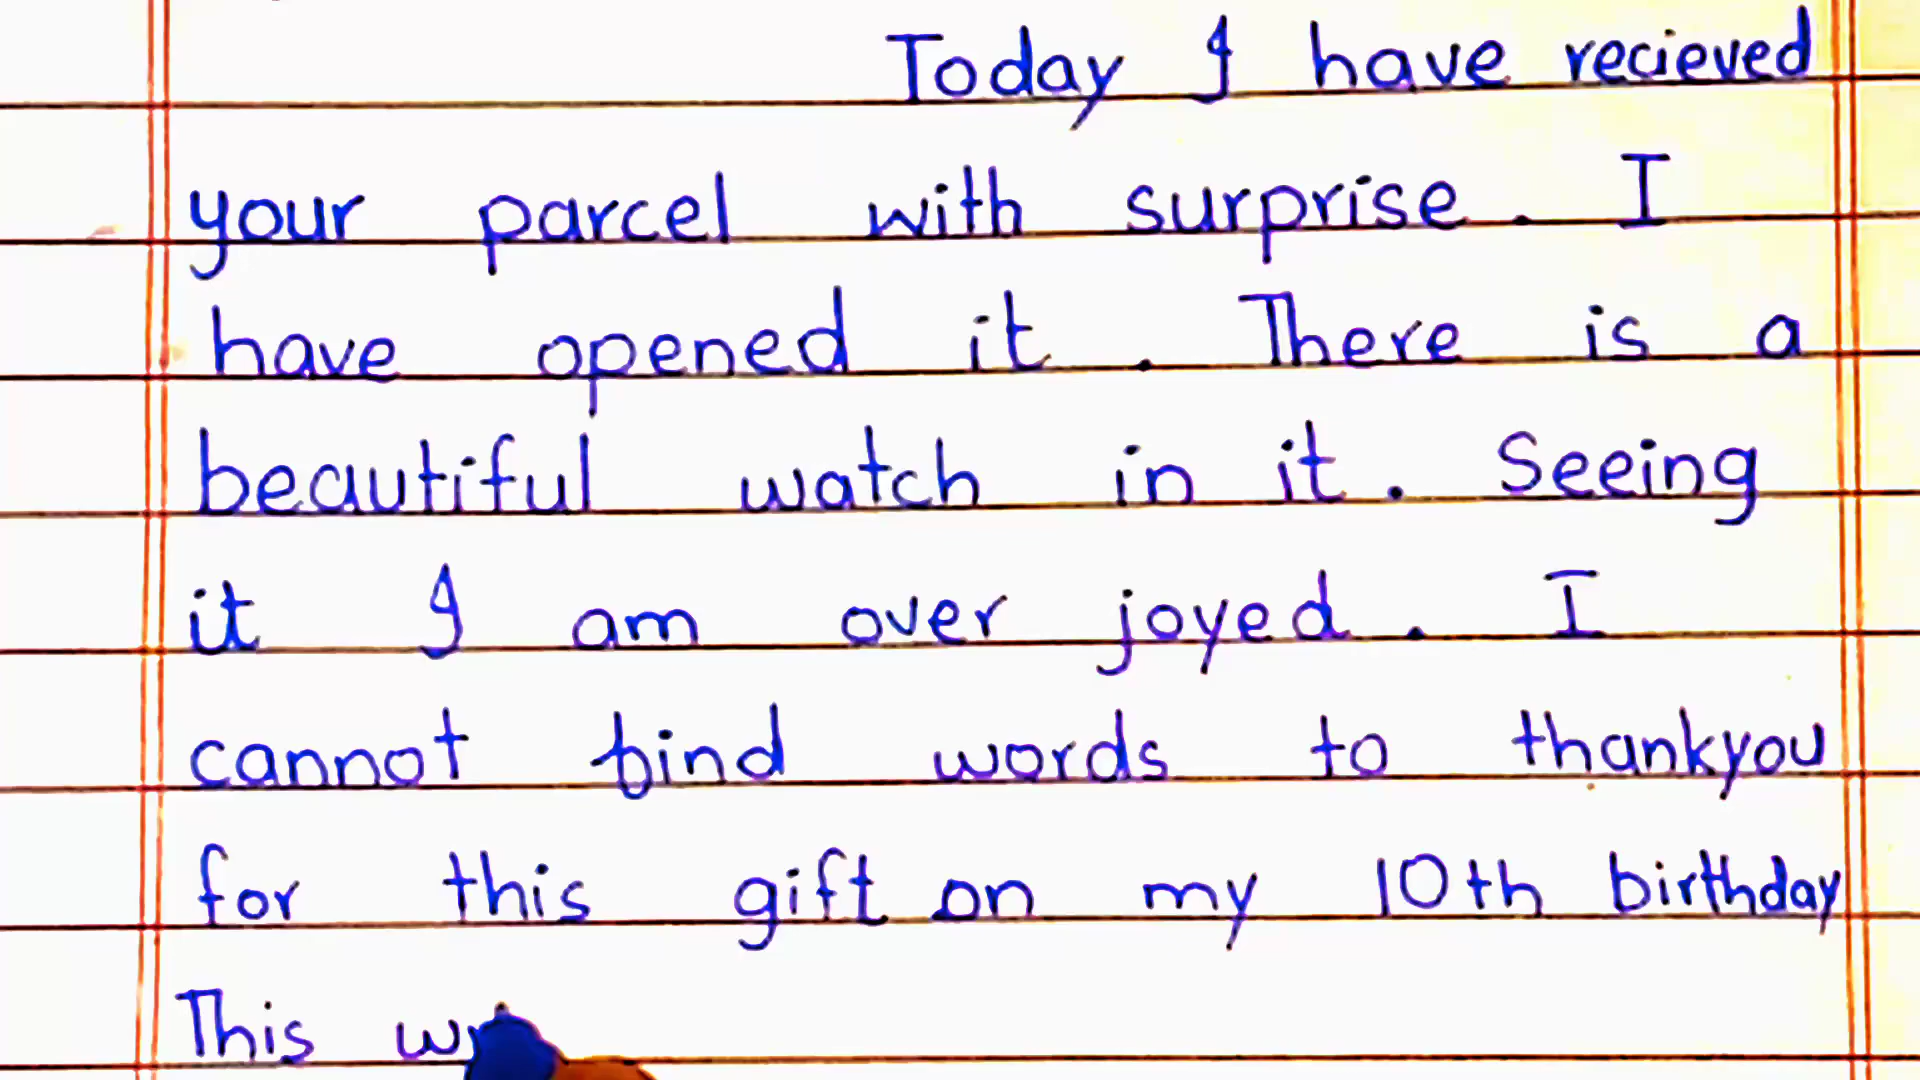 Today I have recieved
your parcel with surprise. I
have opened it. There is a
beautiful watch in it. Seeing
it I am over joyed. I
cannot find words to thankyou
for this gift on my 10th birthday
This